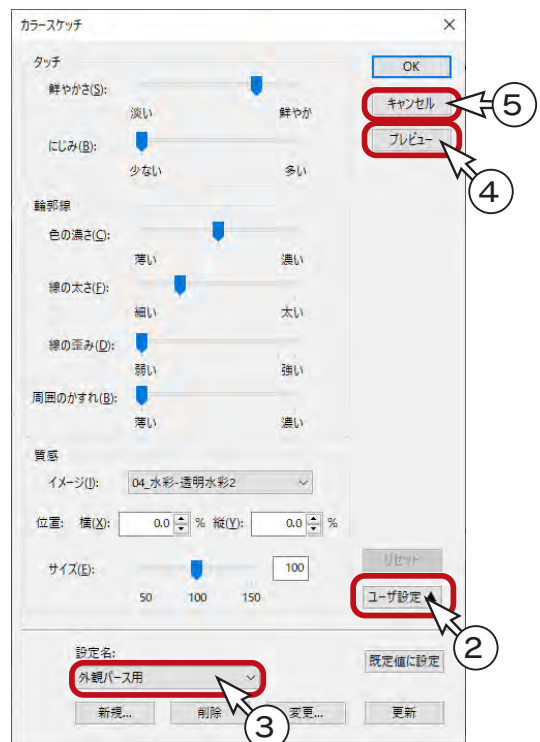 カラースケッチ ×
タッチ
OK
鮮やかさ(S):
淡い 鮮やか
キャンセル
5
にじみ(B):
プレビュー
少ない 多い
4
輪郭線
色の濃さ(C):
薄い 濃い
線の太さ(F):
細い 太い
線の歪み(D):
弱い 強い
周囲のかすれ(B):
薄い 濃い
質感
イメージ(I): 04_水彩-透明水彩2
位置: 横(X): 0.0 % 縦(Y): 0.0 %
リセット
サイズ(E): 100
50 100 150
ユーザ設定 ▲
2
設定名:
既定値に設定
外観パース用
3
新規... 削除 変更... 更新